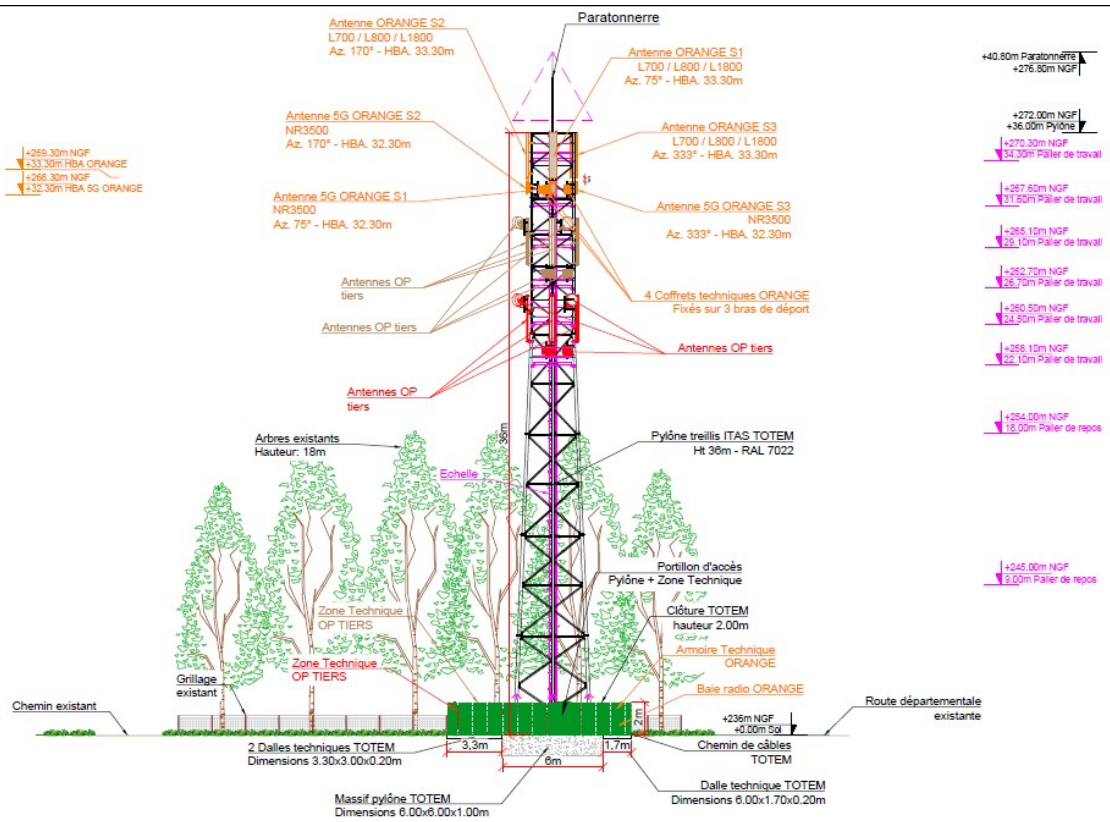 Paratonnerre
Antenne ORANGE S2
L700 / L800 / L1800
Az. 170° - HBA. 33.30m
Antenne ORANGE S1
L700 / L800 / L1800
Az. 75° - HBA. 33.30m
+40.80m Paratonnerre
+276.80m NGF
Antenne 5G ORANGE S2
NR3500
Az. 170° - HBA. 32.30m
Antenne ORANGE S3
L700 / L800 / L1800
Az. 333° - HBA. 33.30m
+272.00m NGF
+36.00m Pylône
+270.30m NGF
34.30m Palier de travail
+269.30m NGF
+33.30m HBA ORANGE
+268.30m NGF
+32.30m HBA 5G ORANGE
Antenne 5G ORANGE S1
NR3500
Az. 75° - HBA. 32.30m
Antenne 5G ORANGE S3
NR3500
Az. 333° - HBA. 32.30m
+267.60m NGF
31.60m Palier de travail
+265.10m NGF
29.10m Palier de travail
Antennes OP
tiers
+262.70m NGF
26.70m Palier de travail
4 Coffrets techniques ORANGE
Fixés sur 3 bras de déport
Antennes OP tiers
+260.50m NGF
24.50m Palier de travail
Antennes OP tiers
+258.10m NGF
22.10m Palier de travail
Antennes OP
tiers
+254.00m NGF
18.00m Palier de repos
36m
Arbres existants
Hauteur: 18m
Pylône treillis ITAS TOTEM
Ht 36m - RAL 7022
Echelle
Portillon d'accès
Pylône + Zone Technique
+245.00m NGF
9.00m Palier de repos
Zone Technique
OP TIERS
Clôture TOTEM
hauteur 2.00m
Armoire Technique
ORANGE
Zone Technique
OP TIERS
Grillage
existant
Baie radio ORANGE
Chemin existant
2m
+236m NGF
+0.00m Sol
Route départementale
existante
2 Dalles techniques TOTEM
Dimensions 3.30x3.00x0.20m
3,3m
6m
1,7m
Chemin de câbles
TOTEM
Massif pylône TOTEM
Dimensions 6.00x6.00x1.00m
Dalle technique TOTEM
Dimensions 6.00x1.70x0.20m